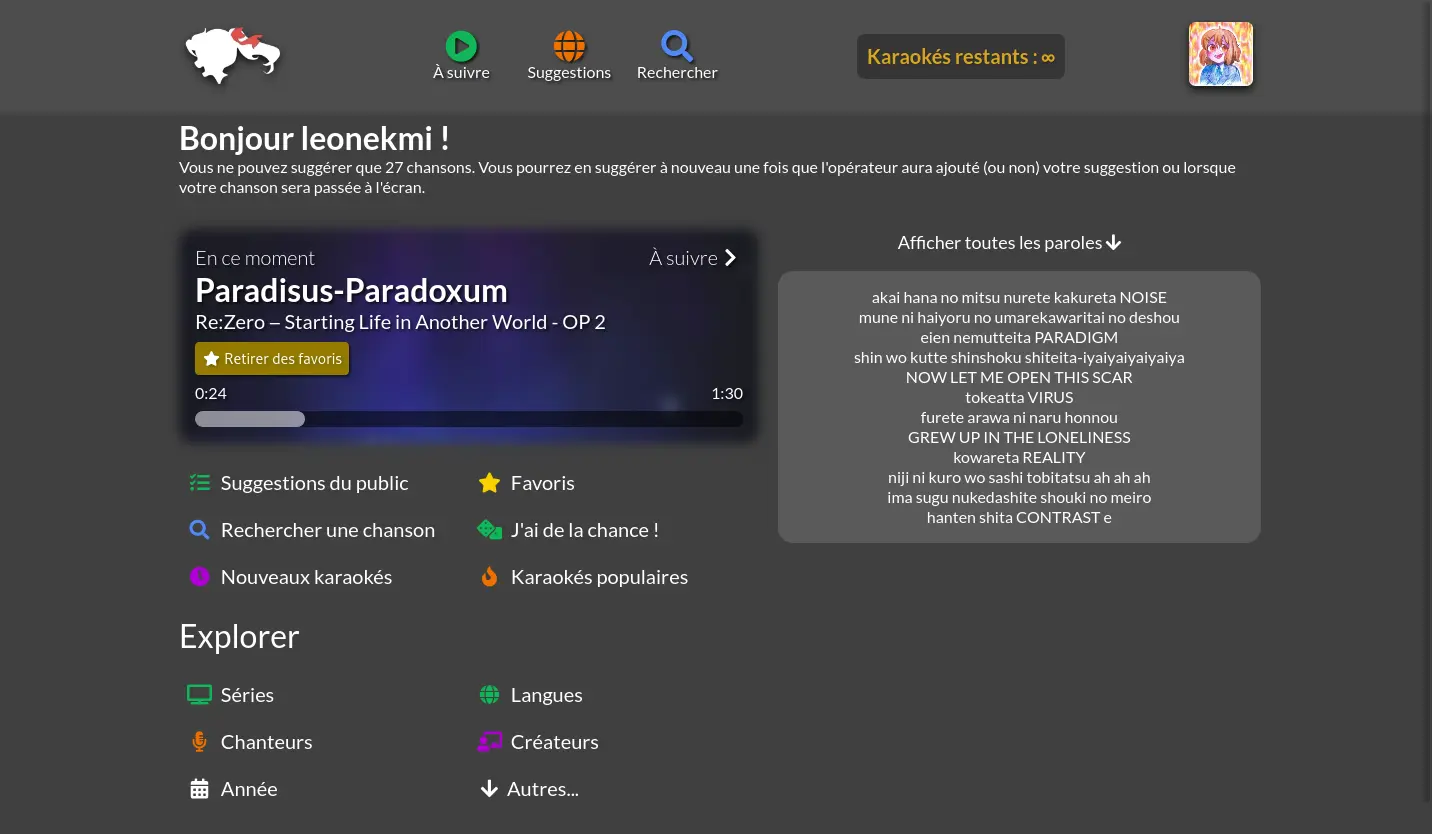 À suivre
Suggestions
Rechercher
Karaokés restants : ∞
Bonjour leonekmi !
Vous ne pouvez suggérer que 27 chansons. Vous pourrez en suggérer à nouveau une fois que l'opérateur aura ajouté (ou non) votre suggestion ou lorsque
votre chanson sera passée à l'écran.
En ce moment
À suivre
Paradisus-Paradoxum
Re:Zero – Starting Life in Another World - OP 2
Retirer des favoris
0:24
1:30
Afficher toutes les paroles
akai hana no mitsu nurete kakureta NOISE
mune ni haiyoru no umarekawaritai no deshou
eien nemutteita PARADIGM
shin wo kutte shinshoku shiteita-iyaiyaiyaiyaiya
NOW LET ME OPEN THIS SCAR
tokeatta VIRUS
furete arawa ni naru honnou
GREW UP IN THE LONELINESS
kowareta REALITY
niji ni kuro wo sashi tobitatsu ah ah ah
ima sugu nukedashite shouki no meiro
hanten shita CONTRAST e
Suggestions du public
Favoris
Rechercher une chanson
J'ai de la chance !
Nouveaux karaokés
Karaokés populaires
Explorer
Séries
Langues
Chanteurs
Créateurs
Année
Autres...